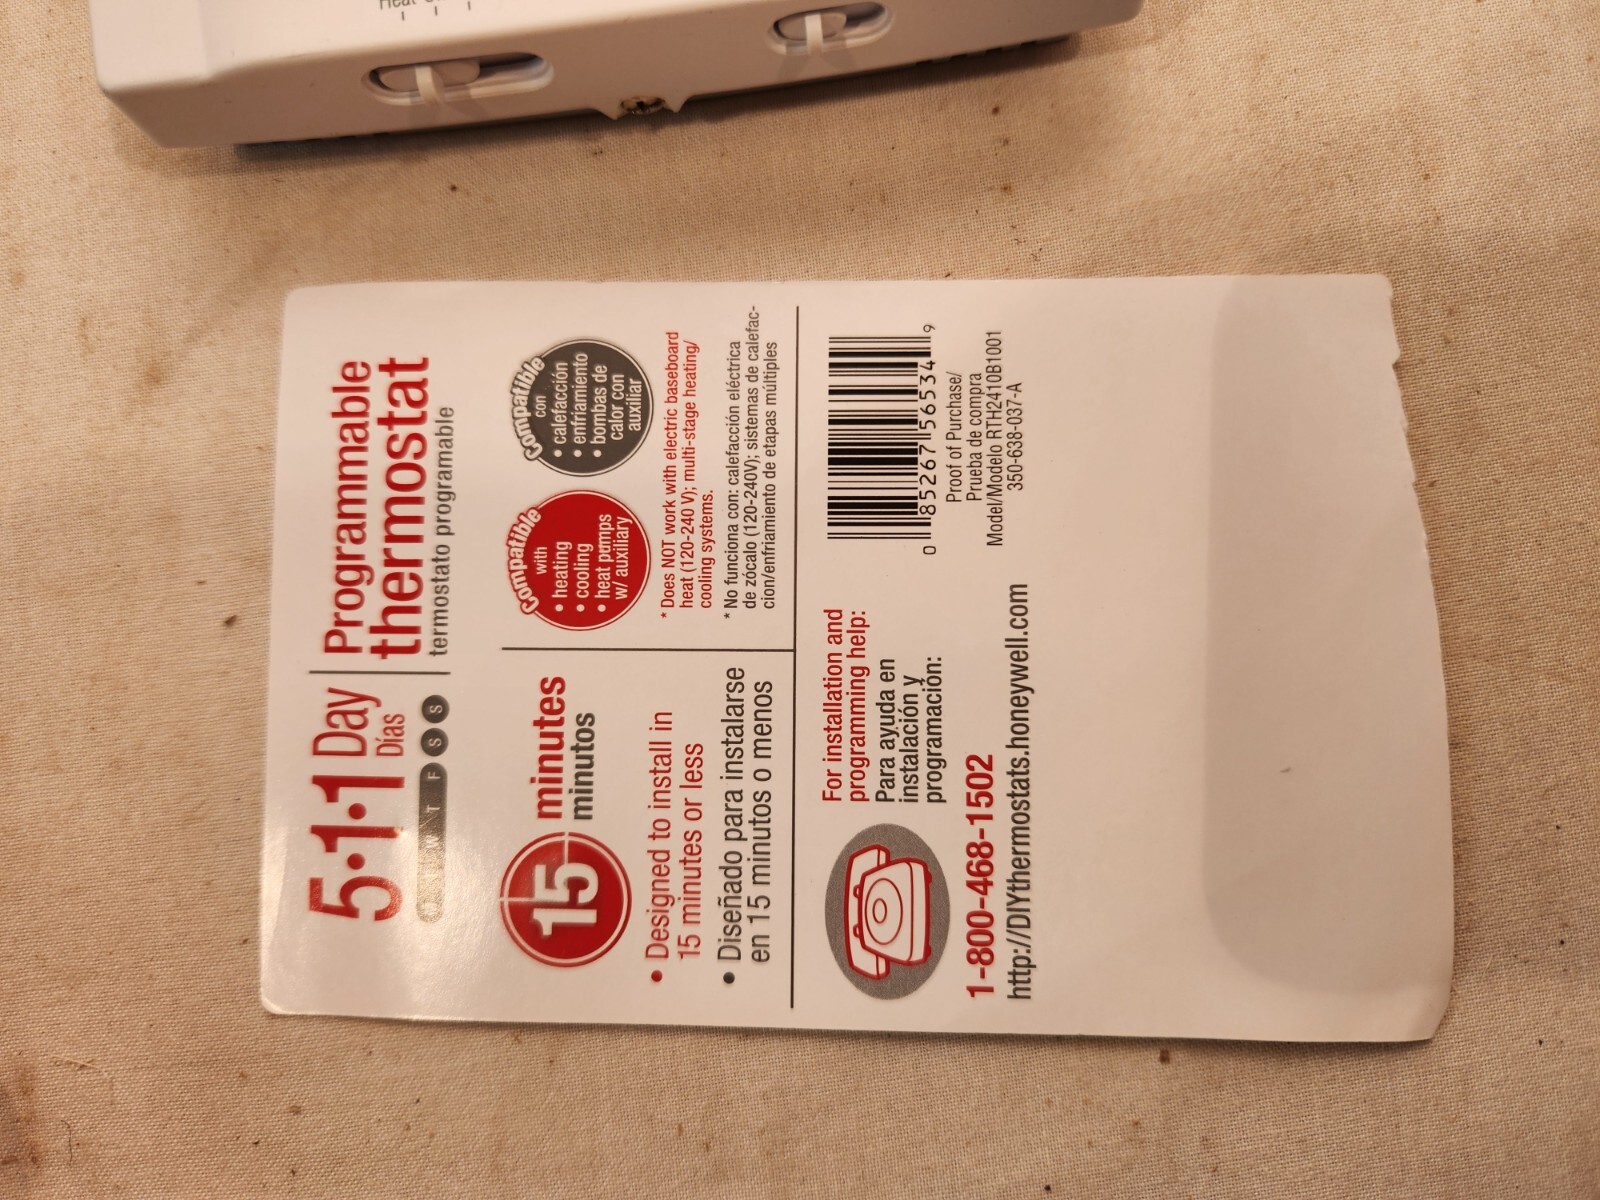 Heat
5·1·1 Day
Días
W T F S S
Programmable
thermostat
termostato programable
15 minutes
minutos
• Designed to install in
15 minutes or less
• Diseñado para instalarse
en 15 minutos o menos
Compatible
with
• heating
• cooling
• heat pumps
w/ auxiliary
Compatible
con
• calefacción
• enfriamiento
• bombas de
calor con
auxiliar
* Does NOT work with electric baseboard
heat (120-240 V); multi-stage heating/
cooling systems.
* No funciona con: calefacción eléctrica
de zócalo (120-240V); sistemas de calefac-
cion/enfriamiento de etapas múltiples
For installation and
programming help:
Para ayuda en
instalación y
programación:
1-800-468-1502
http://DIYthermostats.honeywell.com
0 85267 56534 9
Proof of Purchase/
Prueba de compra
Model/Modelo RTH2410B1001
350-638-037-A